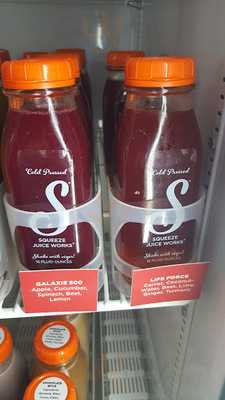 Cold Pressed
S
SQUEEZE
JUICE WORKS
Shake with vigor!
16 FLUID OUNCES
GALAXIE 500
Apple, Cucumber,
Spinach, Beet,
Lemon
Cold Pressed
S
SQUEEZE
JUICE WORKS
Shake with vigor!
16 FLUID OUNCES
LIFE FORCE
Carrot, Coconut
Water, Beet, Lime,
Ginger, Turmeric